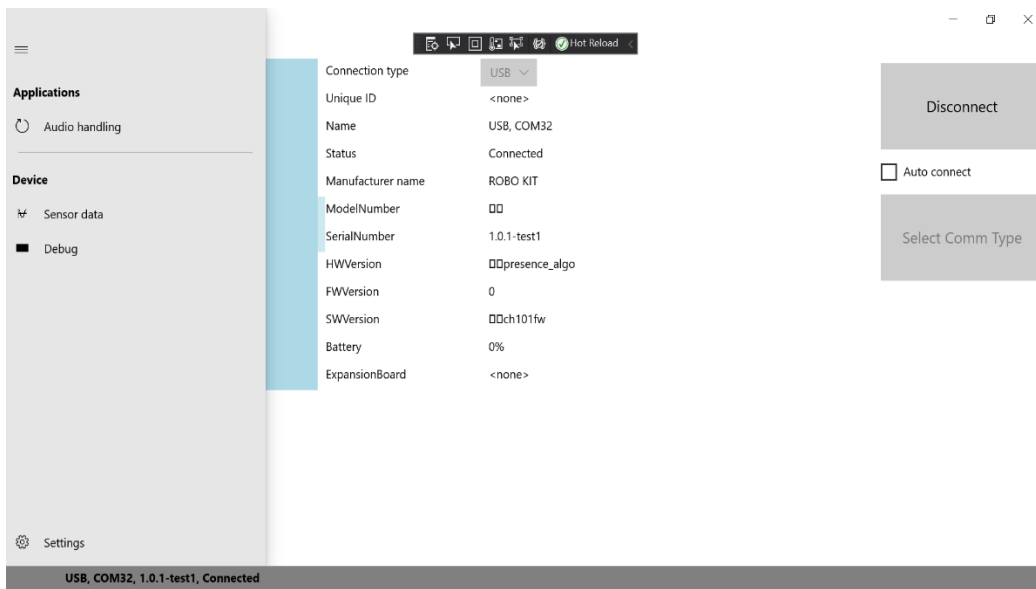 Hot Reload
Applications
Audio handling
Device
Sensor data
Debug
Settings
Connection type USB
Unique ID <none>
Name USB, COM32
Status Connected
Manufacturer name ROBO KIT
ModelNumber □□
SerialNumber 1.0.1-test1
HWVersion □□presence_algo
FWVersion 0
SWVersion □□ch101fw
Battery 0%
ExpansionBoard <none>
Disconnect
Auto connect
Select Comm Type
USB, COM32, 1.0.1-test1, Connected